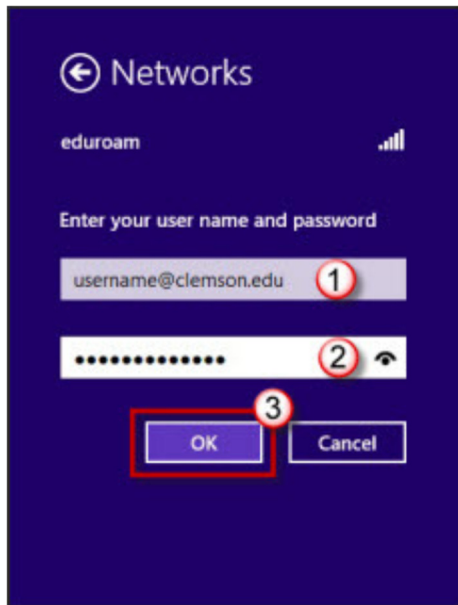 Networks
eduroam
Enter your user name and password
username@clemson.edu 1
••••••••••••• 2
3
OK Cancel